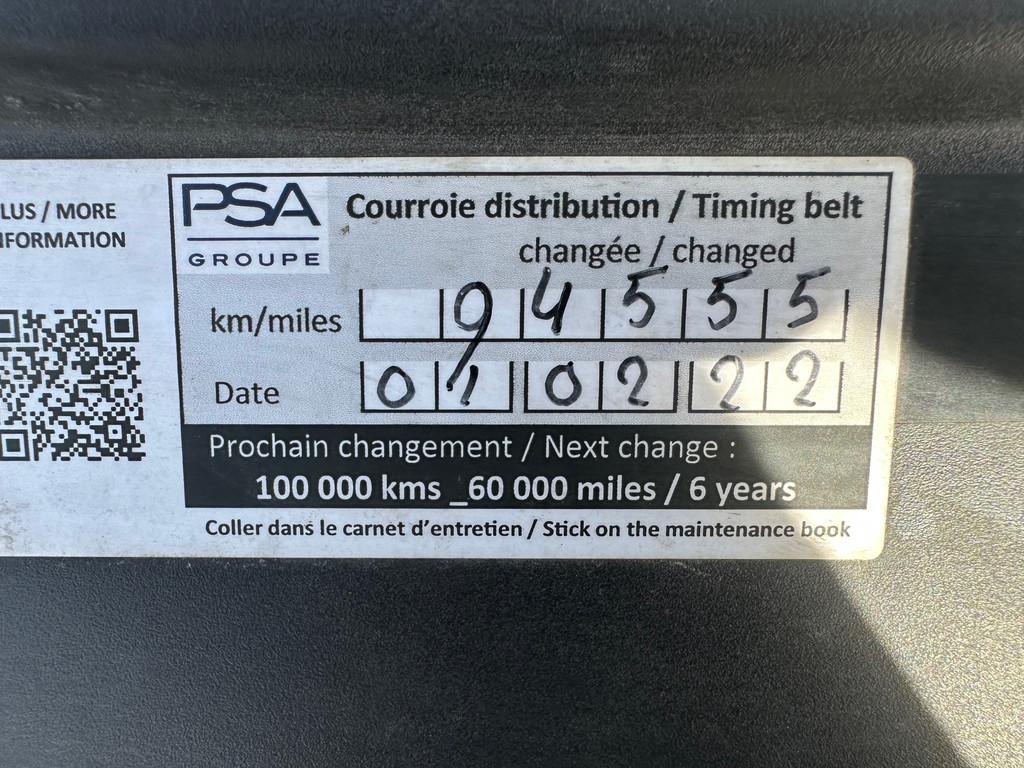 LUS / MORE
NFORMATION
PSA
GROUPE
Courroie distribution / Timing belt
changée / changed
km/miles 94555
Date 01 02 22
Prochain changement / Next change :
100 000 kms _60 000 miles / 6 years
Coller dans le carnet d'entretien / Stick on the maintenance book